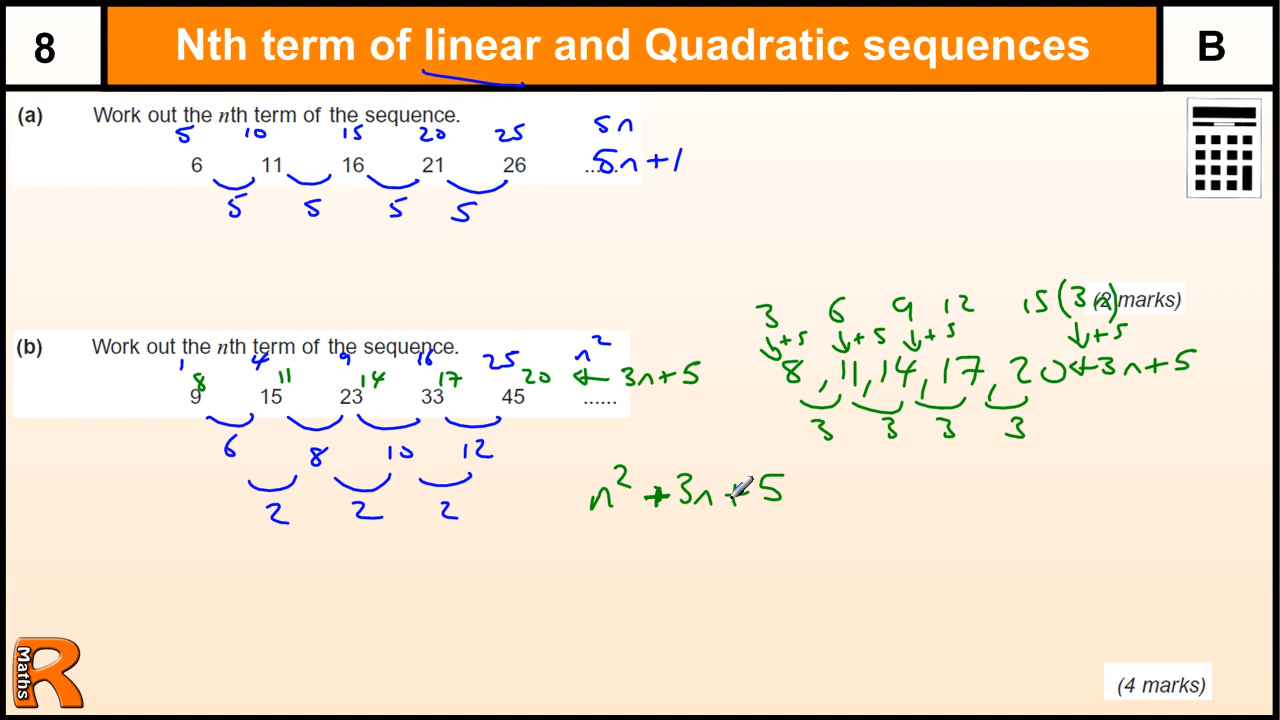 8 Nth term of linear and Quadratic sequences B
(a) Work out the nth term of the sequence.
5 10 15 20 25 5n
6 11 16 21 26 ...... 5n+1
5 5 5 5
(2 marks)
3 6 9 12 15 (3n)
↓+5 ↓+5 ↓+5 ↓+5
8, 11, 14, 17, 20 ← 3n+5
3 3 3 3
(b) Work out the nth term of the sequence.
1 4 9 16 25 n²
8 11 14 17 20 ← 3n+5
9 15 23 33 45 ......
6 8 10 12
2 2 2
n² + 3n + 5
R Maths
(4 marks)